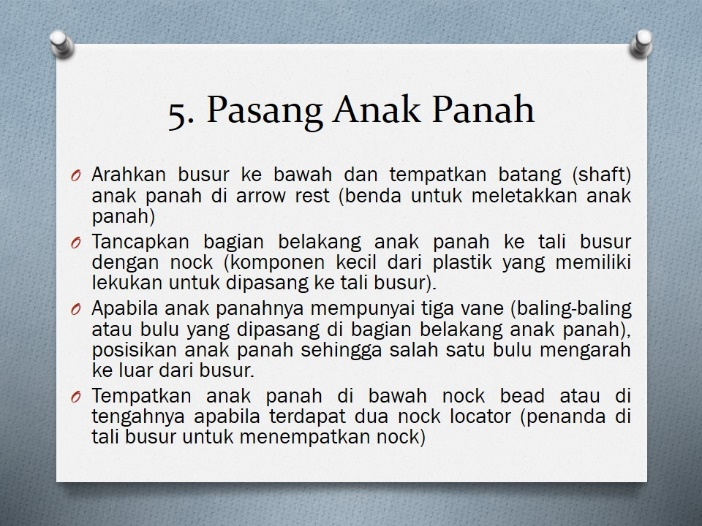 5. Pasang Anak Panah
Arahkan busur ke bawah dan tempatkan batang (shaft)
anak panah di arrow rest (benda untuk meletakkan anak
panah)
Tancapkan bagian belakang anak panah ke tali busur
dengan nock (komponen kecil dari plastik yang memiliki
lekukan untuk dipasang ke tali busur).
Apabila anak panahnya mempunyai tiga vane (baling-baling
atau bulu yang dipasang di bagian belakang anak panah),
posisikan anak panah sehingga salah satu bulu mengarah
ke luar dari busur.
Tempatkan anak panah di bawah nock bead atau di
tengahnya apabila terdapat dua nock locator (penanda di
tali busur untuk menempatkan nock)